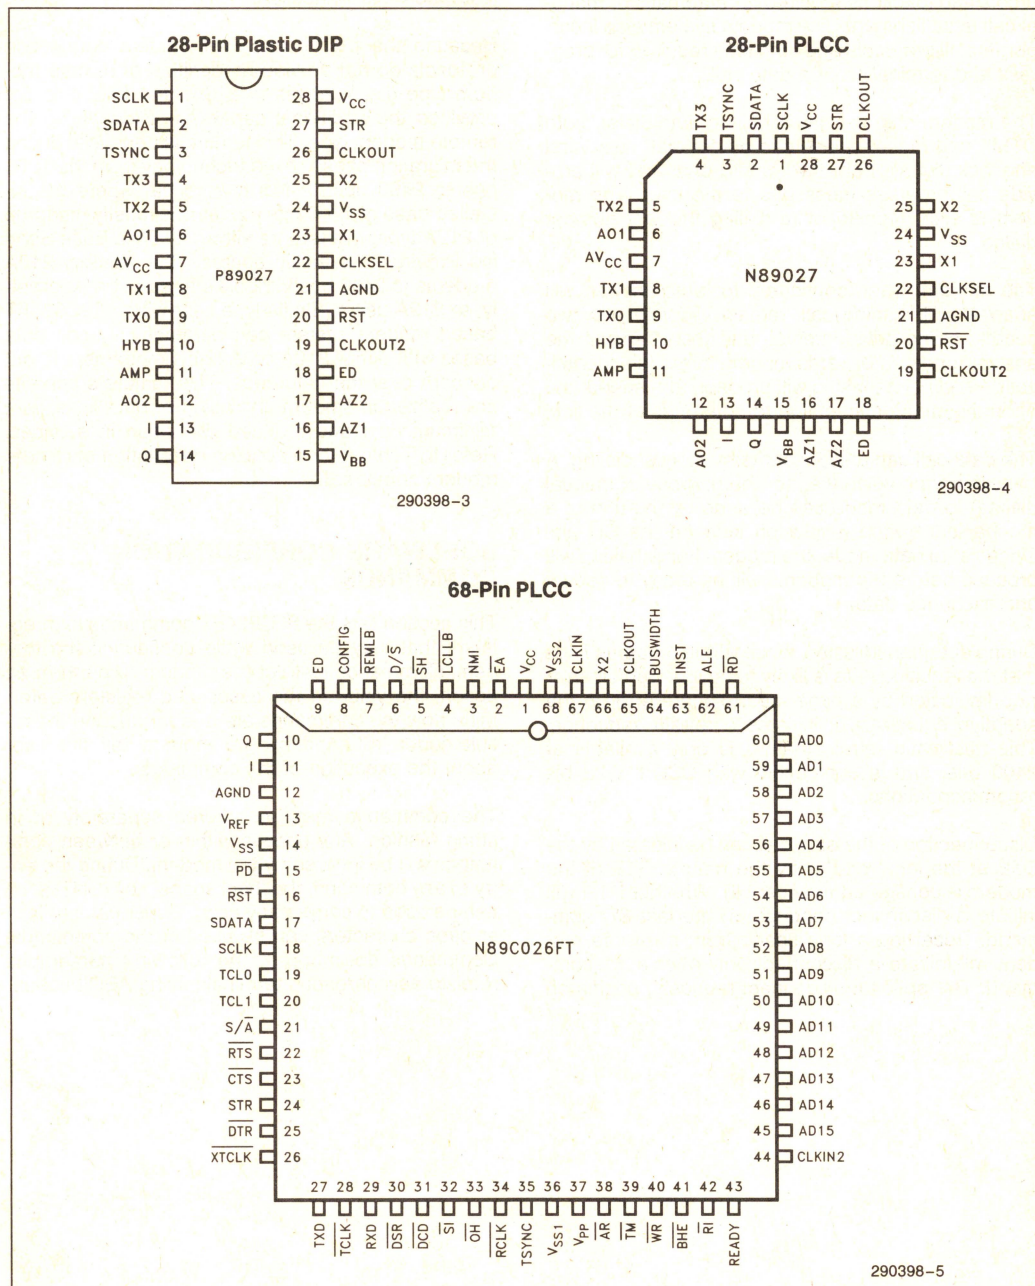 28-Pin Plastic DIP
SCLK 1 28 VCC
SDATA 2 27 STR
TSYNC 3 26 CLKOUT
TX3 4 25 X2
TX2 5 24 VSS
AO1 6 23 X1
AVCC 7 22 CLKSEL
P89027
TX1 8 21 AGND
TX0 9 20 RST
HYB 10 19 CLKOUT2
AMP 11 18 ED
AO2 12 17 AZ2
I 13 16 AZ1
Q 14 15 VBB
290398-3
28-Pin PLCC
TX3 TSYNC SDATA SCLK VCC STR CLKOUT
4 3 2 1 28 27 26
TX2 5 25 X2
AO1 6 24 VSS
AVCC 7 23 X1
N89027
TX1 8 22 CLKSEL
TX0 9 21 AGND
HYB 10 20 RST
AMP 11 19 CLKOUT2
12 13 14 15 16 17 18
AO2 I Q VBB AZ1 AZ2 ED
290398-4
68-Pin PLCC
ED CONFIG REMLB D/S SH LCLLB NMI EA VCC VSS2 CLKIN X2 CLKOUT BUSWIDTH INST ALE RD
9 8 7 6 5 4 3 2 1 68 67 66 65 64 63 62 61
Q 10 60 AD0
I 11 59 AD1
AGND 12 58 AD2
VREF 13 57 AD3
VSS 14 56 AD4
PD 15 55 AD5
RST 16 54 AD6
SDATA 17 53 AD7
SCLK 18 52 AD8
N89C026FT
TCL0 19 51 AD9
TCL1 20 50 AD10
S/A 21 49 AD11
RTS 22 48 AD12
CTS 23 47 AD13
STR 24 46 AD14
DTR 25 45 AD15
XTCLK 26 44 CLKIN2
27 28 29 30 31 32 33 34 35 36 37 38 39 40 41 42 43
TXD TCLK RXD DSR DCD SI OH RCLK TSYNC VSS1 VPP AR TM WR BHE RI READY
290398-5